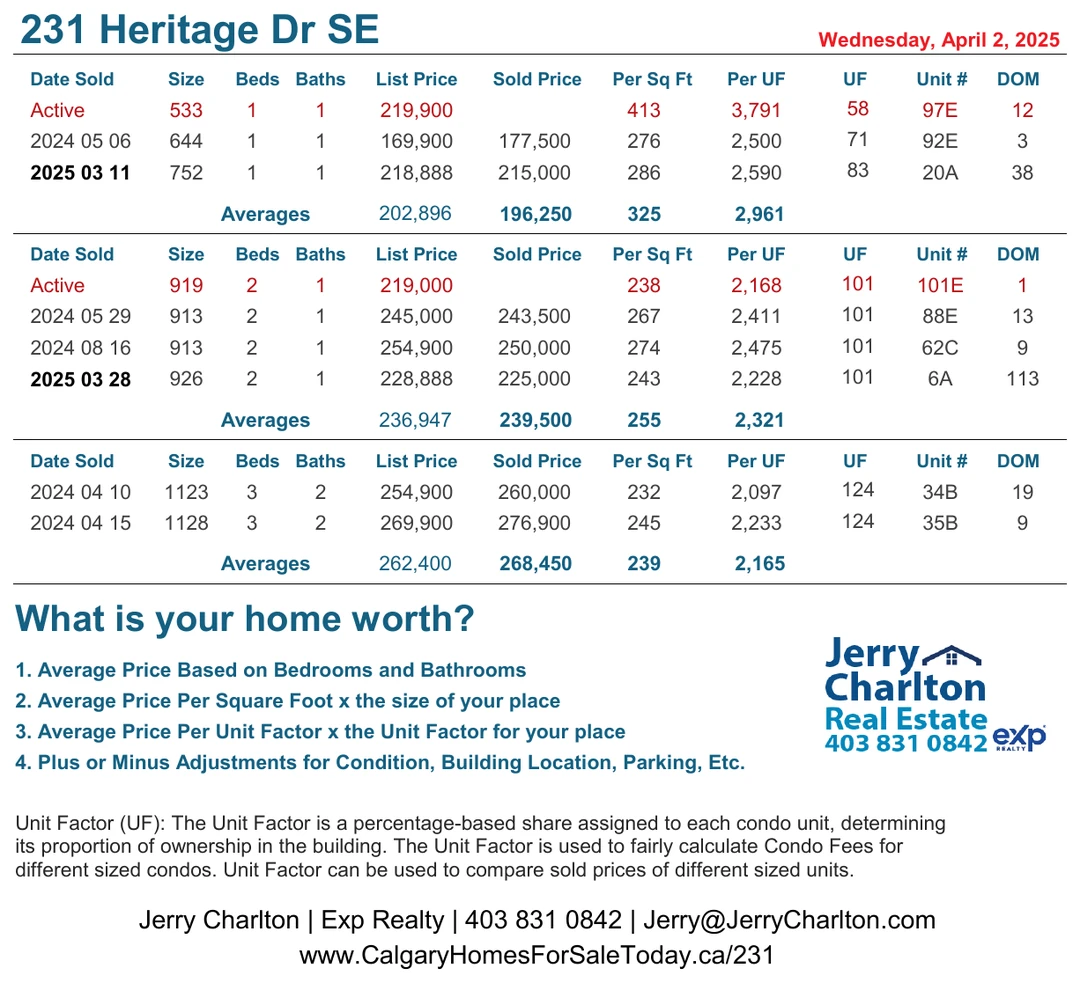 231 Heritage Dr SE
Wednesday, April 2, 2025
Date Sold Size Beds Baths List Price Sold Price Per Sq Ft Per UF UF Unit # DOM
Active 533 1 1 219,900 413 3,791 58 97E 12
2024 05 06 644 1 1 169,900 177,500 276 2,500 71 92E 3
2025 03 11 752 1 1 218,888 215,000 286 2,590 83 20A 38
Averages 202,896 196,250 325 2,961
Date Sold Size Beds Baths List Price Sold Price Per Sq Ft Per UF UF Unit # DOM
Active 919 2 1 219,000 238 2,168 101 101E 1
2024 05 29 913 2 1 245,000 243,500 267 2,411 101 88E 13
2024 08 16 913 2 1 254,900 250,000 274 2,475 101 62C 9
2025 03 28 926 2 1 228,888 225,000 243 2,228 101 6A 113
Averages 236,947 239,500 255 2,321
Date Sold Size Beds Baths List Price Sold Price Per Sq Ft Per UF UF Unit # DOM
2024 04 10 1123 3 2 254,900 260,000 232 2,097 124 34B 19
2024 04 15 1128 3 2 269,900 276,900 245 2,233 124 35B 9
Averages 262,400 268,450 239 2,165
What is your home worth?
1. Average Price Based on Bedrooms and Bathrooms
2. Average Price Per Square Foot x the size of your place
3. Average Price Per Unit Factor x the Unit Factor for your place
4. Plus or Minus Adjustments for Condition, Building Location, Parking, Etc.
Jerry
Charlton
Real Estate
403 831 0842
exp
REALTY
Unit Factor (UF): The Unit Factor is a percentage-based share assigned to each condo unit, determining
its proportion of ownership in the building. The Unit Factor is used to fairly calculate Condo Fees for
different sized condos. Unit Factor can be used to compare sold prices of different sized units.
Jerry Charlton | Exp Realty | 403 831 0842 | Jerry@JerryCharlton.com
www.CalgaryHomesForSaleToday.ca/231